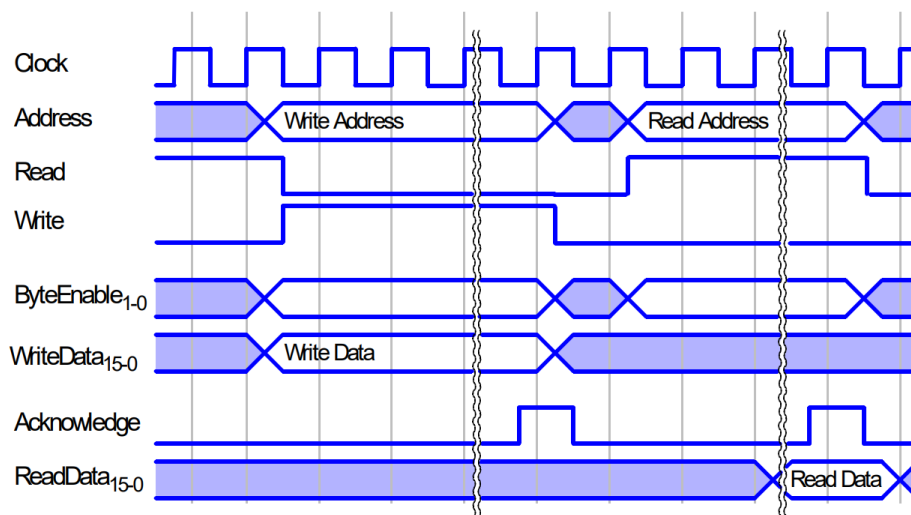 Clock
Address
Write Address
Read Address
Read
Write
ByteEnable1-0
WriteData15-0
Write Data
Acknowledge
ReadData15-0
Read Data